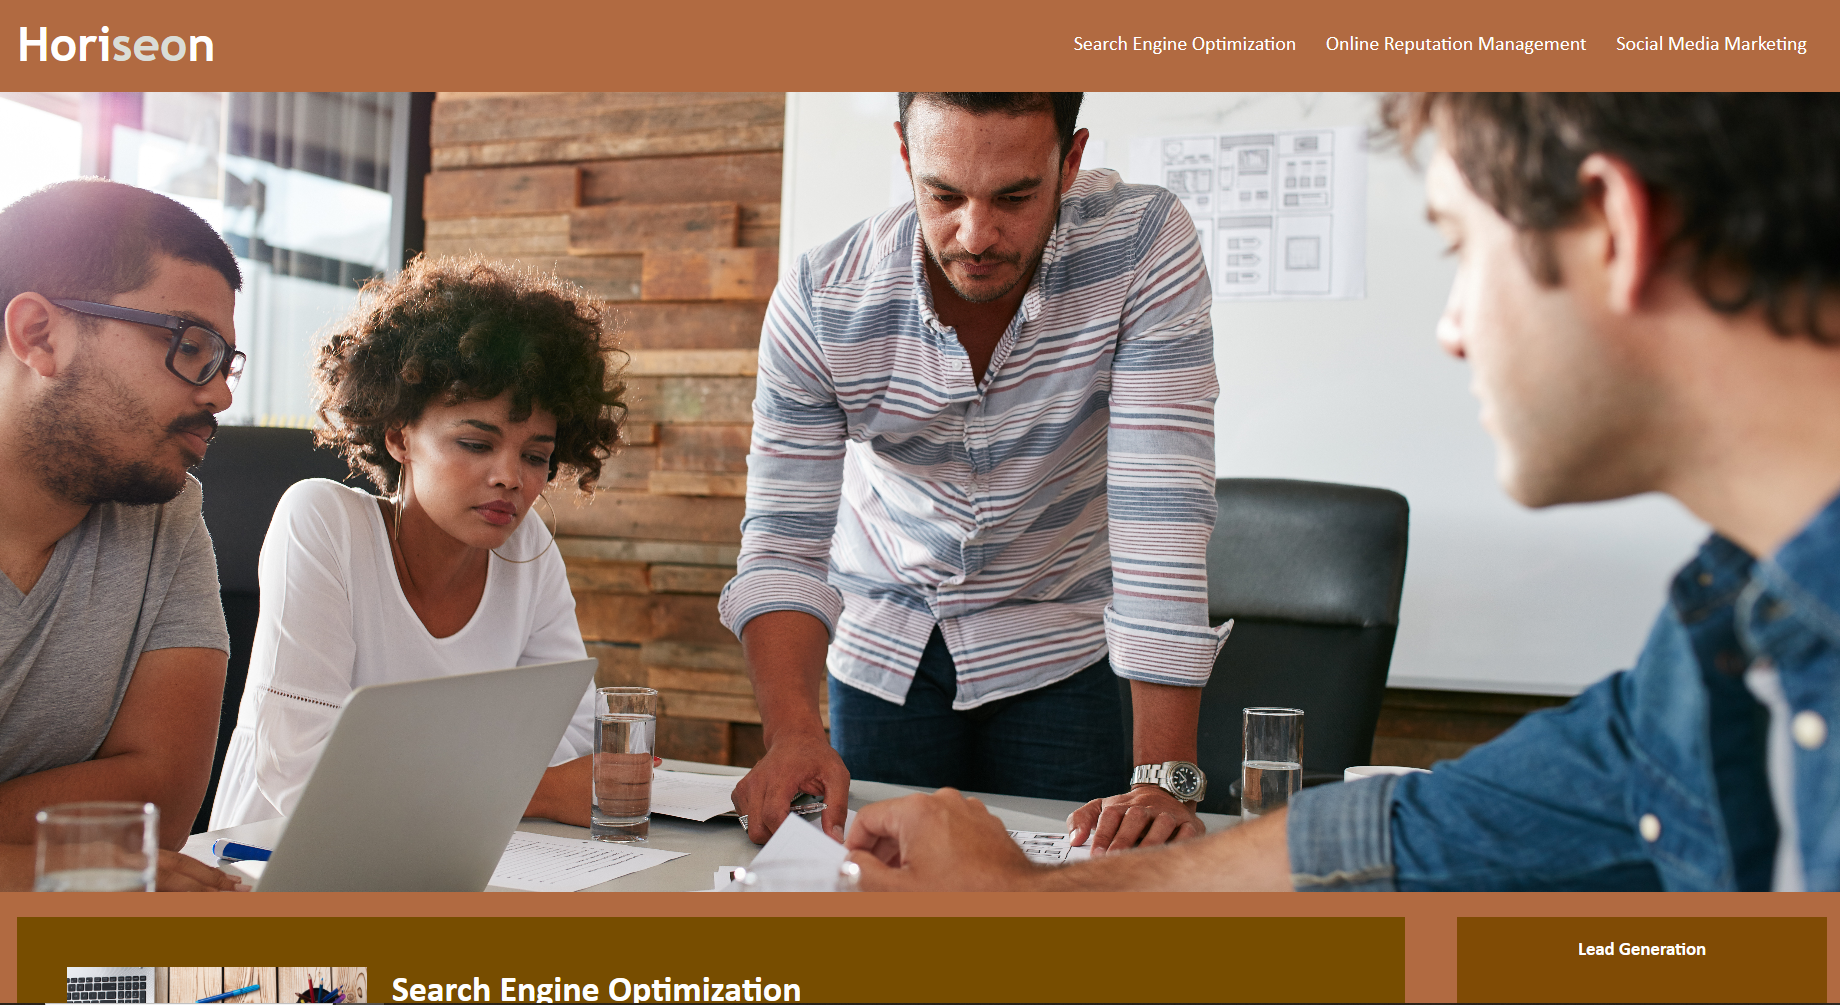 Horiseon
Search Engine Optimization
Online Reputation Management
Social Media Marketing
Search Engine Optimization
Lead Generation